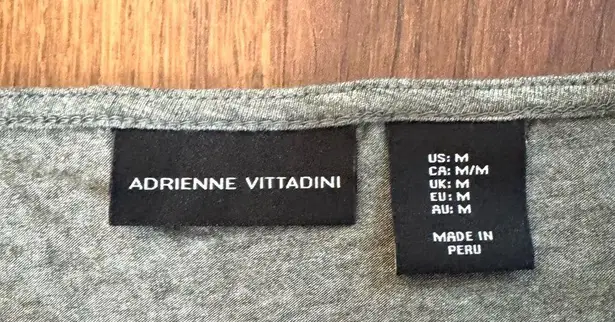 ADRIENNE VITTADINI
US: M
CA: M/M
UK: M
EU: M
AU: M
MADE IN
PERU